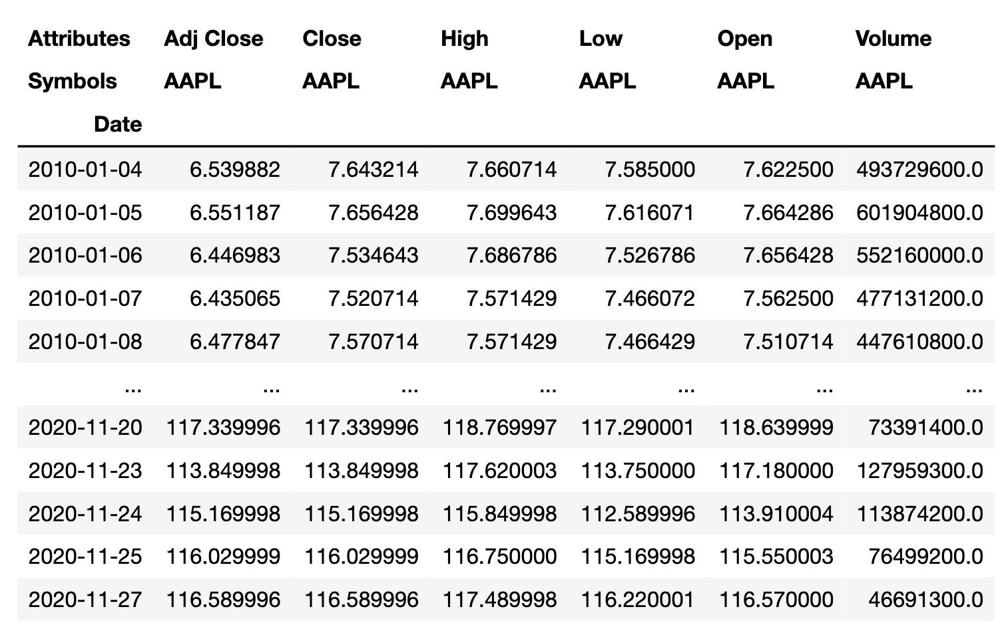 Attributes Adj Close Close High Low Open Volume
Symbols AAPL AAPL AAPL AAPL AAPL AAPL
Date
2010-01-04 6.539882 7.643214 7.660714 7.585000 7.622500 493729600.0
2010-01-05 6.551187 7.656428 7.699643 7.616071 7.664286 601904800.0
2010-01-06 6.446983 7.534643 7.686786 7.526786 7.656428 552160000.0
2010-01-07 6.435065 7.520714 7.571429 7.466072 7.562500 477131200.0
2010-01-08 6.477847 7.570714 7.571429 7.466429 7.510714 447610800.0
... ... ... ... ... ... ...
2020-11-20 117.339996 117.339996 118.769997 117.290001 118.639999 73391400.0
2020-11-23 113.849998 113.849998 117.620003 113.750000 117.180000 127959300.0
2020-11-24 115.169998 115.169998 115.849998 112.589996 113.910004 113874200.0
2020-11-25 116.029999 116.029999 116.750000 115.169998 115.550003 76499200.0
2020-11-27 116.589996 116.589996 117.489998 116.220001 116.570000 46691300.0